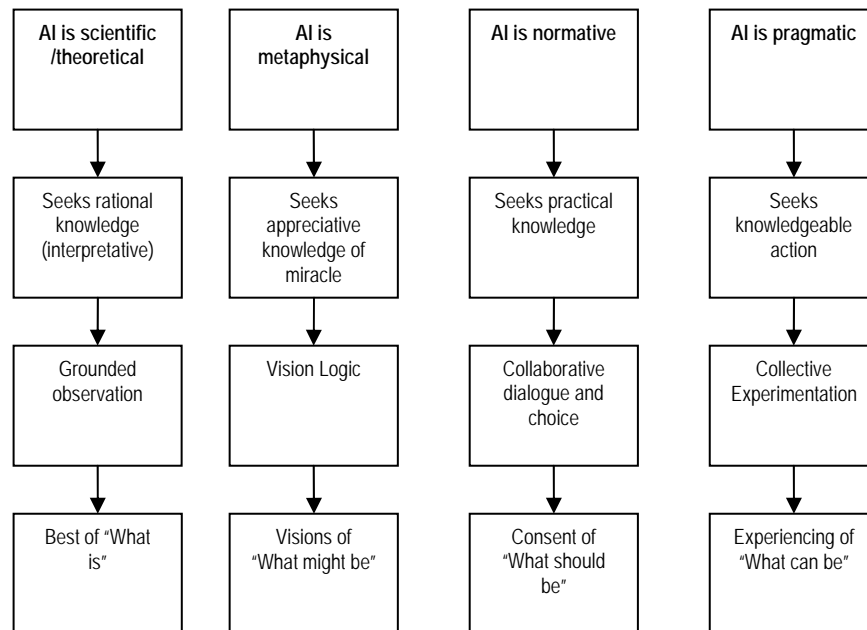 AI is scientific
/theoretical
AI is
metaphysical
AI is normative
AI is pragmatic
Seeks rational
knowledge
(interpretative)
Seeks
appreciative
knowledge of
miracle
Seeks practical
knowledge
Seeks
knowledgeable
action
Grounded
observation
Vision Logic
Collaborative
dialogue and
choice
Collective
Experimentation
Best of “What
is”
Visions of
“What might be”
Consent of
“What should
be”
Experiencing of
“What can be”